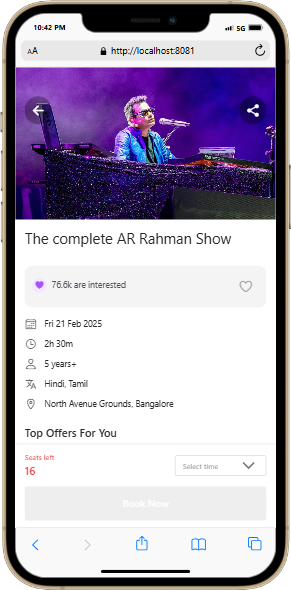 10:42 PM
5G
AA
http://localhost:8081
The complete AR Rahman Show
76.6k are interested
Fri 21 Feb 2025
2h 30m
5 years+
Hindi, Tamil
North Avenue Grounds, Bangalore
Top Offers For You
Seats left
16
Select time
Book Now